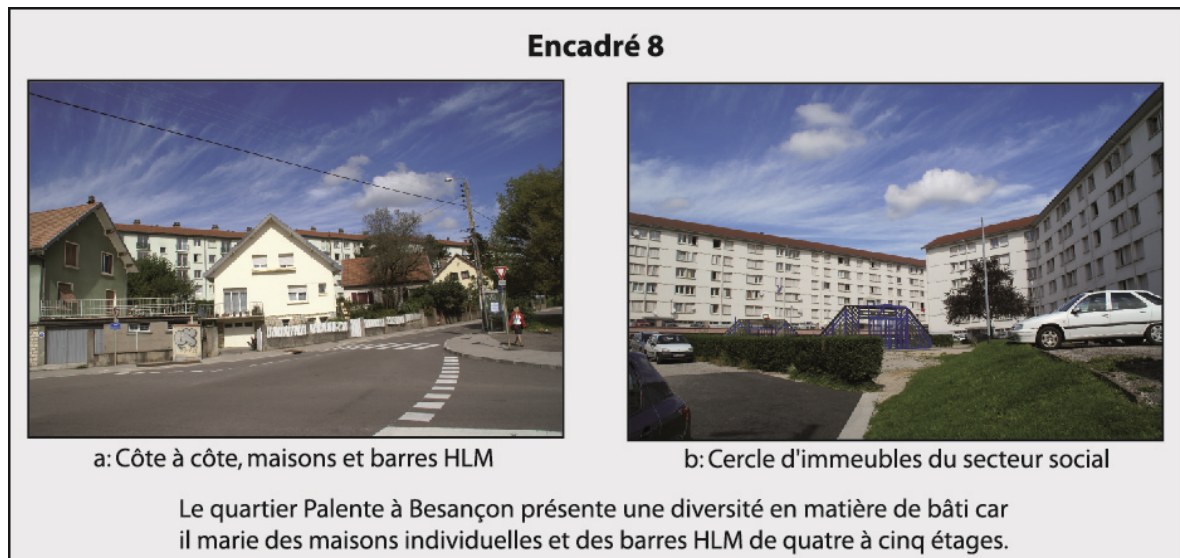 Encadré 8
a: Côte à côte, maisons et barres HLM
b: Cercle d'immeubles du secteur social
Le quartier Palente à Besançon présente une diversité en matière de bâti car
il marie des maisons individuelles et des barres HLM de quatre à cinq étages.